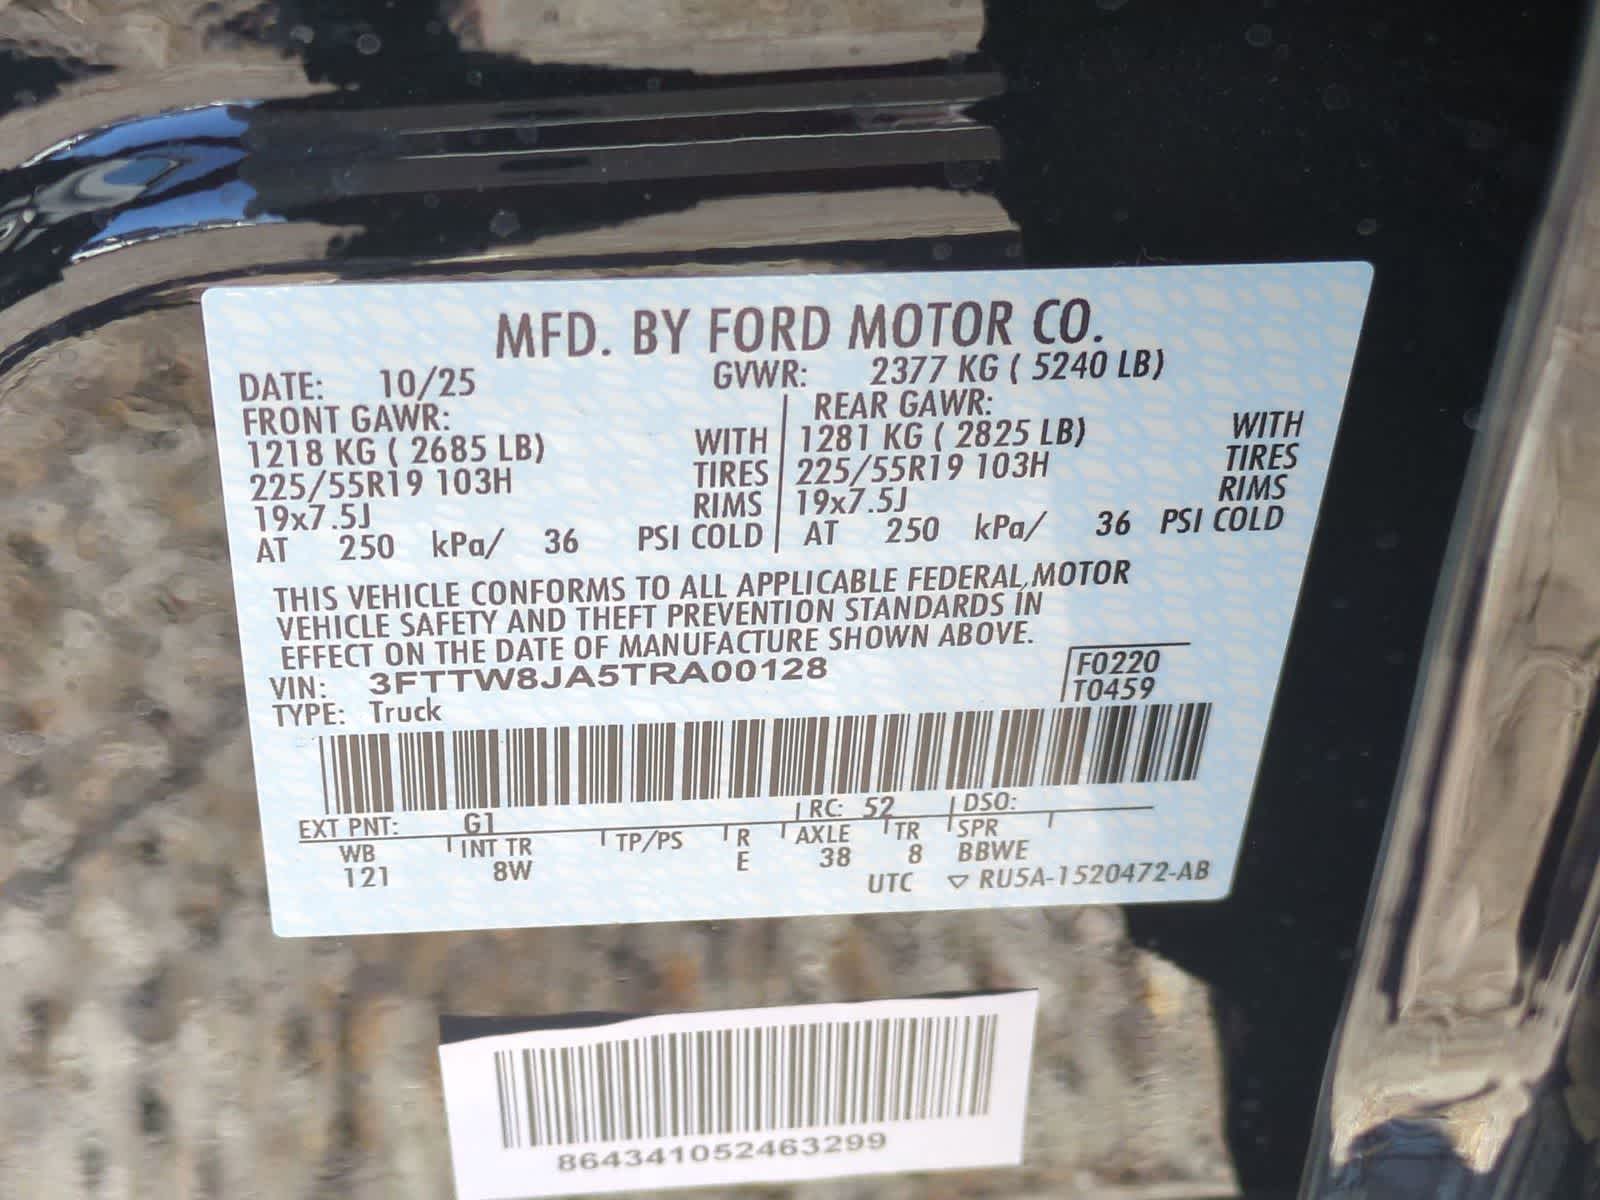 MFD. BY FORD MOTOR CO.
DATE: 10/25 GVWR: 2377 KG ( 5240 LB)
FRONT GAWR: REAR GAWR:
1218 KG ( 2685 LB) WITH 1281 KG ( 2825 LB) WITH
225/55R19 103H TIRES 225/55R19 103H TIRES
19x7.5J RIMS 19x7.5J RIMS
AT 250 kPa/ 36 PSI COLD AT 250 kPa/ 36 PSI COLD
THIS VEHICLE CONFORMS TO ALL APPLICABLE FEDERAL MOTOR
VEHICLE SAFETY AND THEFT PREVENTION STANDARDS IN
EFFECT ON THE DATE OF MANUFACTURE SHOWN ABOVE.
VIN: 3FTTW8JA5TRA00128 F0220
TYPE: Truck T0459
EXT PNT: G1 RC: 52 DSO:
WB INT TR TP/PS R AXLE TR SPR
121 8W E 38 8 BBWE
UTC ▽ RU5A-1520472-AB
864341052463299